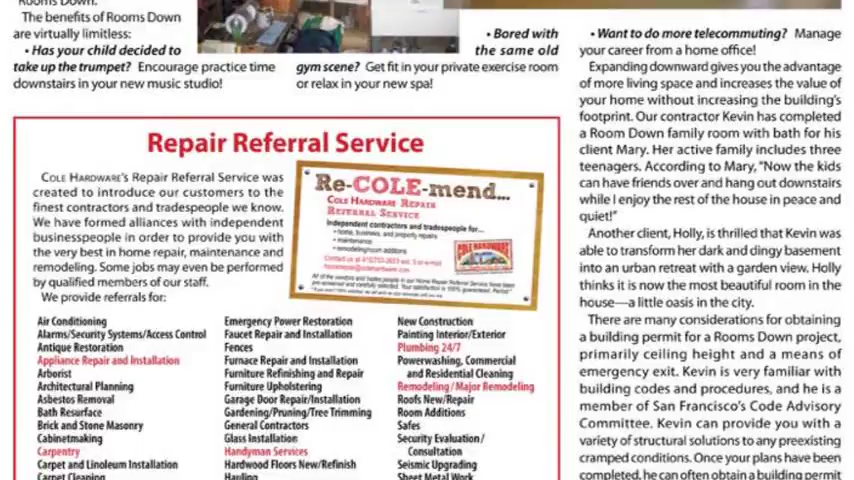 Rooms Down.
The benefits of Rooms Down
are virtually limitless:
• Has your child decided to
take up the trumpet? Encourage practice time
downstairs in your new music studio!
• Bored with
the same old
gym scene? Get fit in your private exercise room
or relax in your new spa!
• Want to do more telecommuting? Manage
your career from a home office!
Expanding downward gives you the advantage
of more living space and increases the value of
your home without increasing the building's
footprint. Our contractor Kevin has completed
a Room Down family room with bath for his
client Mary. Her active family includes three
teenagers. According to Mary, "Now the kids
can have friends over and hang out downstairs
while I enjoy the rest of the house in peace and
quiet!"
Another client, Holly, is thrilled that Kevin was
able to transform her dark and dingy basement
into an urban retreat with a garden view. Holly
thinks it is now the most beautiful room in the
house—a little oasis in the city.
There are many considerations for obtaining
a building permit for a Rooms Down project,
primarily ceiling height and a means of
emergency exit. Kevin is very familiar with
building codes and procedures, and he is a
member of San Francisco's Code Advisory
Committee. Kevin can provide you with a
variety of structural solutions to any preexisting
cramped conditions. Once your plans have been
completed, he can often obtain a building permit
Repair Referral Service
Cole Hardware's Repair Referral Service was
created to introduce our customers to the
finest contractors and tradespeople we know.
We have formed alliances with independent
businesspeople in order to provide you with
the very best in home repair, maintenance and
remodeling. Some jobs may even be performed
by qualified members of our staff.
We provide referrals for:
Re-COLE-mend...
Cole Hardware Repair
Referral Service
Independent contractors and tradespeople for...
• home, business, and property repairs
• maintenance
• remodeling/room additions
COLE HARDWARE
Air Conditioning
Alarms/Security Systems/Access Control
Antique Restoration
Appliance Repair and Installation
Arborist
Architectural Planning
Asbestos Removal
Bath Resurface
Brick and Stone Masonry
Cabinetmaking
Carpentry
Carpet and Linoleum Installation
Carpet Cleaning
Emergency Power Restoration
Faucet Repair and Installation
Fences
Furnace Repair and Installation
Furniture Refinishing and Repair
Furniture Upholstering
Garage Door Repair/Installation
Gardening/Pruning/Tree Trimming
General Contractors
Glass Installation
Handyman Services
Hardwood Floors New/Refinish
Hauling
New Construction
Painting Interior/Exterior
Plumbing 24/7
Powerwashing, Commercial
and Residential Cleaning
Remodeling / Major Remodeling
Roofs New/Repair
Room Additions
Safes
Security Evaluation /
Consultation
Seismic Upgrading
Sheet Metal Work